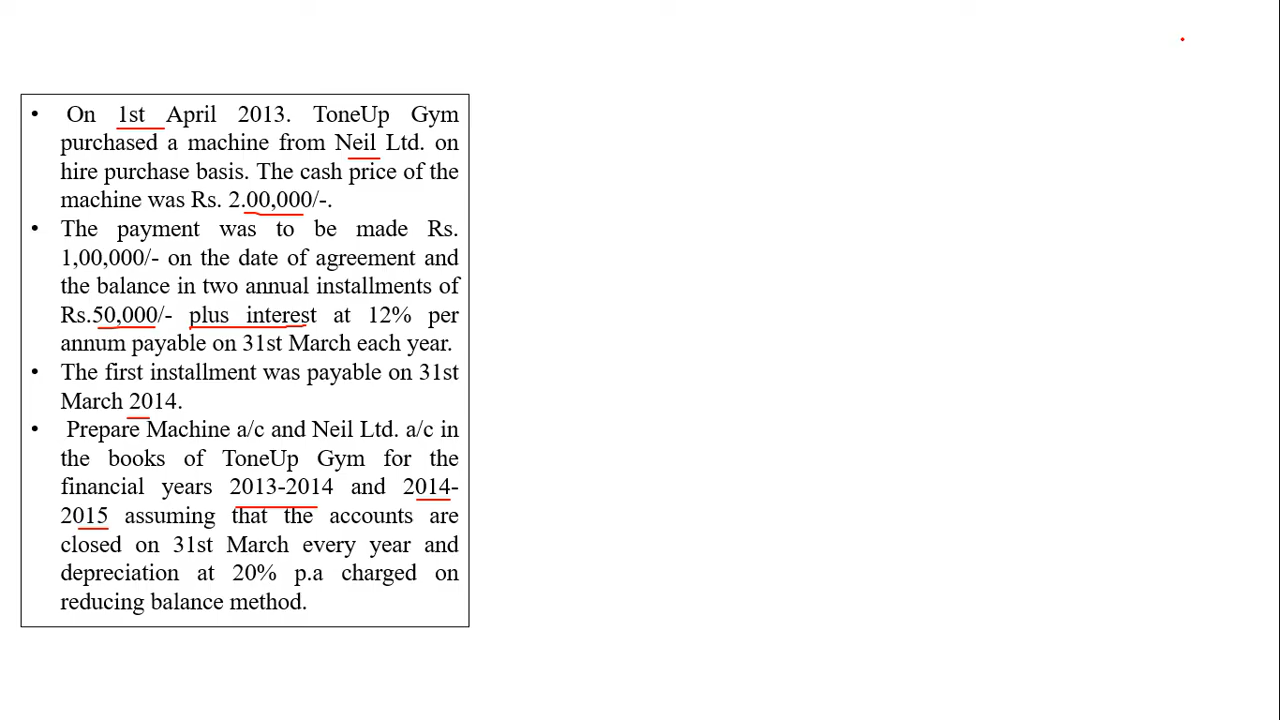 • On 1st April 2013. ToneUp Gym
purchased a machine from Neil Ltd. on
hire purchase basis. The cash price of the
machine was Rs. 2.00,000/-.
• The payment was to be made Rs.
1,00,000/- on the date of agreement and
the balance in two annual installments of
Rs.50,000/- plus interest at 12% per
annum payable on 31st March each year.
• The first installment was payable on 31st
March 2014.
• Prepare Machine a/c and Neil Ltd. a/c in
the books of ToneUp Gym for the
financial years 2013-2014 and 2014-
2015 assuming that the accounts are
closed on 31st March every year and
depreciation at 20% p.a charged on
reducing balance method.